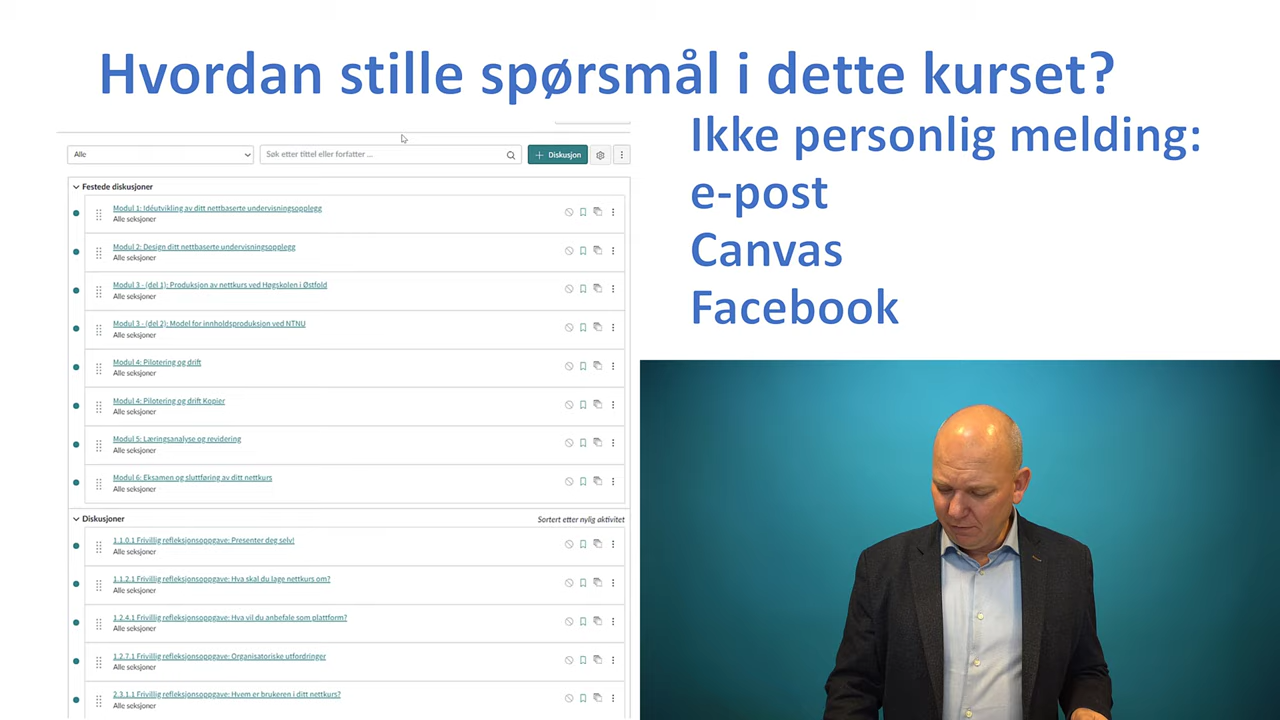 Hvordan stille spørsmål i dette kurset?
Ikke personlig melding:
e-post
Canvas
Facebook
Alle
Søk etter tittel eller forfatter ...
+ Diskusjon
Festede diskusjoner
Modul 1: Idéutvikling av ditt nettbaserte undervisningsopplegg
Alle seksjoner
Modul 2: Design ditt nettbaserte undervisningsopplegg
Alle seksjoner
Modul 3 - (del 1): Produksjon av nettkurs ved Høgskolen i Østfold
Alle seksjoner
Modul 3 - (del 2): Model for innholdsproduksjon ved NTNU
Alle seksjoner
Modul 4: Pilotering og drift
Alle seksjoner
Modul 4: Pilotering og drift Kopier
Alle seksjoner
Modul 5: Læringsanalyse og revidering
Alle seksjoner
Modul 6: Eksamen og sluttføring av ditt nettkurs
Alle seksjoner
Diskusjoner
Sortert etter nylig aktivitet
1.1.0.1 Frivillig refleksjonsoppgave: Presenter deg selv!
Alle seksjoner
1.1.2.1 Frivillig refleksjonsoppgave: Hva skal du lage nettkurs om?
Alle seksjoner
1.2.4.1 Frivillig refleksjonsoppgave: Hva vil du anbefale som plattform?
Alle seksjoner
1.2.7.1 Frivillig refleksjonsoppgave: Organisatoriske utfordringer
Alle seksjoner
2.3.1.1 Frivillig refleksjonsoppgave: Hvem er brukeren i ditt nettkurs?
Alle seksjoner